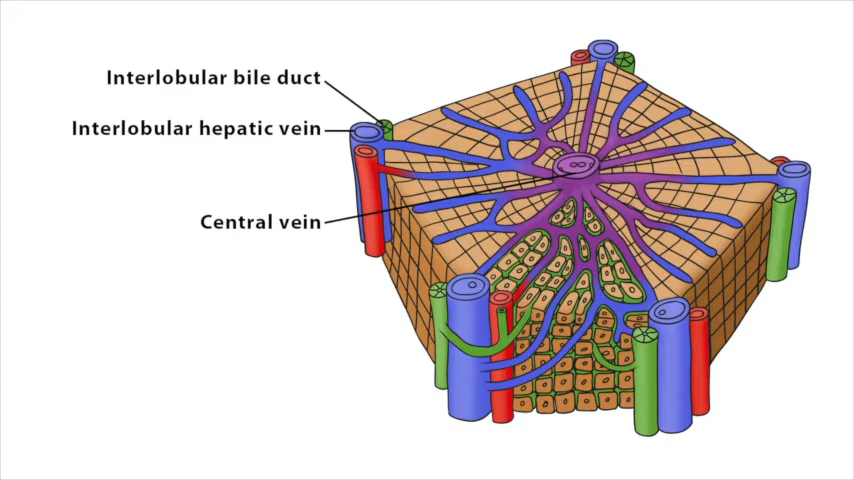 Interlobular bile duct
Interlobular hepatic vein
Central vein